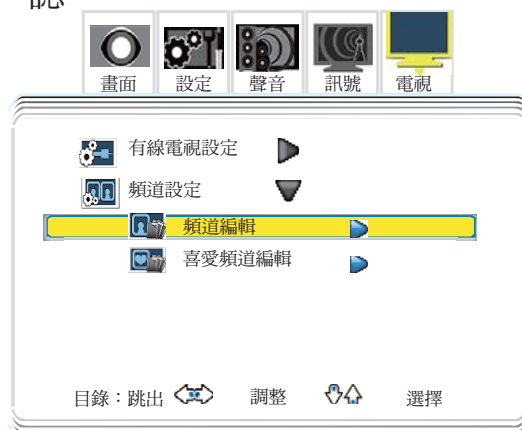 畫面 設定 聲音 訊號 電視
有線電視設定
頻道設定
頻道編輯
喜愛頻道編輯
目錄：跳出 調整 選擇